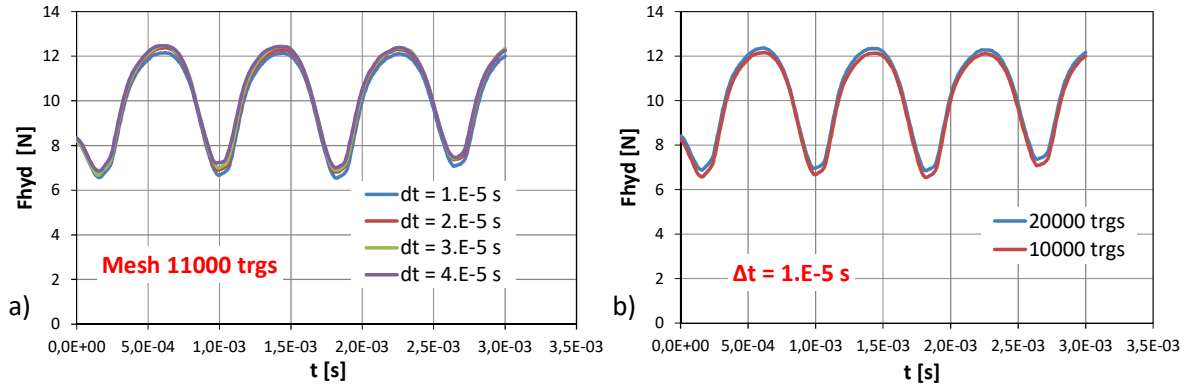 14
12
10
8
6
4
2
0
Fhyd [N]
dt = 1.E-5 s
dt = 2.E-5 s
dt = 3.E-5 s
dt = 4.E-5 s
Mesh 11000 trgs
a)
0,0E+00 5,0E-04 1,0E-03 1,5E-03 2,0E-03 2,5E-03 3,0E-03 3,5E-03
t [s]
14
12
10
8
6
4
2
0
Fhyd [N]
20000 trgs
10000 trgs
Δt = 1.E-5 s
b)
0,0E+00 5,0E-04 1,0E-03 1,5E-03 2,0E-03 2,5E-03 3,0E-03 3,5E-03
t [s]